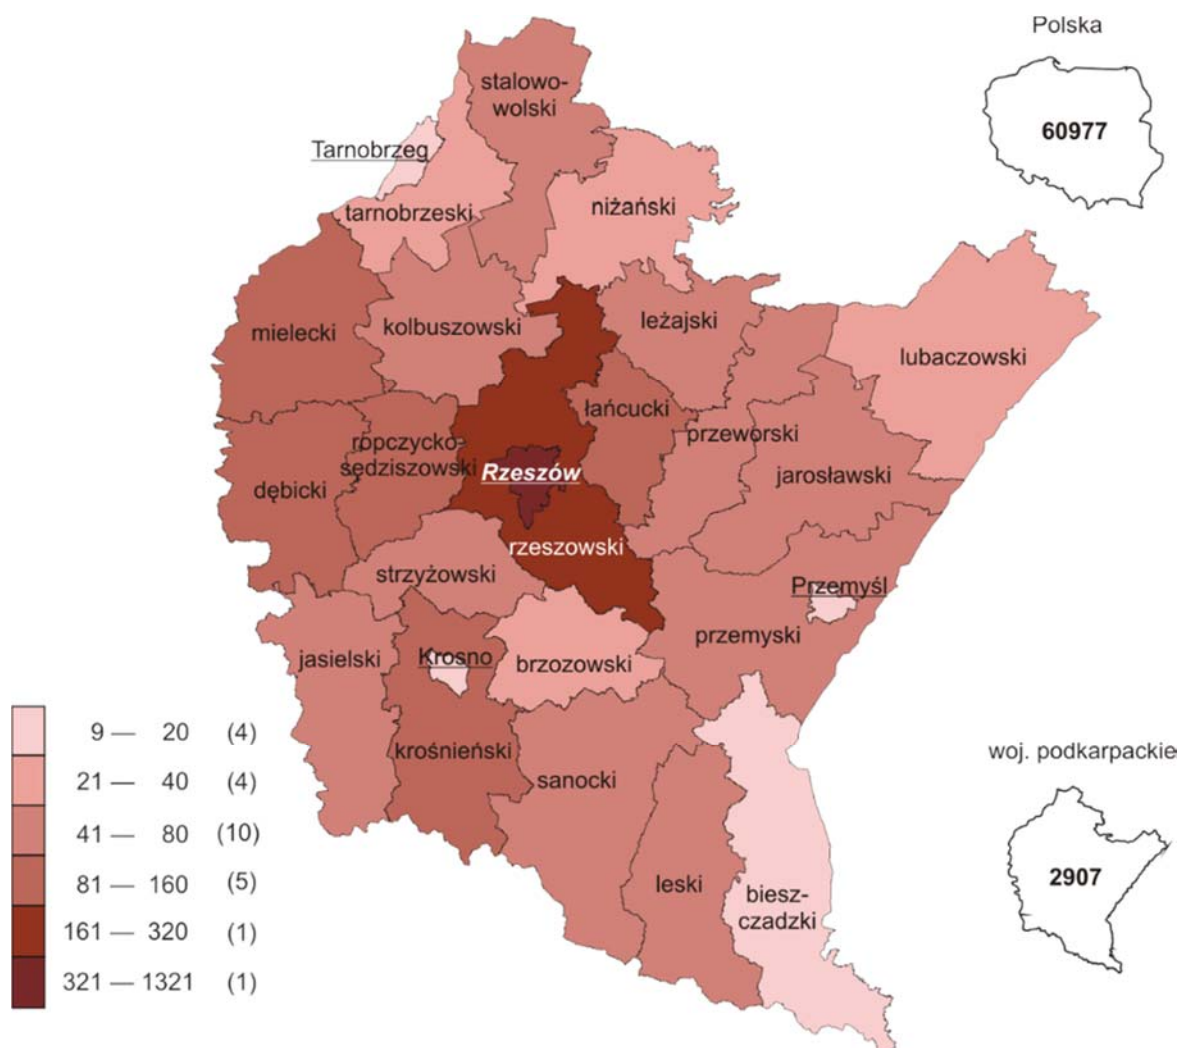 Polska
60977
stalowo-
wolski
Tarnobrzeg
tarnobrzeski
niżański
mielecki
kolbuszowski
leżajski
lubaczowski
łańcucki
ropczycko-
sędziszowski
Rzeszów
przeworski
jarosławski
dębicki
rzeszowski
strzyżowski
Przemyśl
przemyski
jasielski
Krosno
brzozowski
krośnieński
sanocki
leski
biesz-
czadzki
9 — 20 (4)
21 — 40 (4)
41 — 80 (10)
81 — 160 (5)
161 — 320 (1)
321 — 1321 (1)
woj. podkarpackie
2907